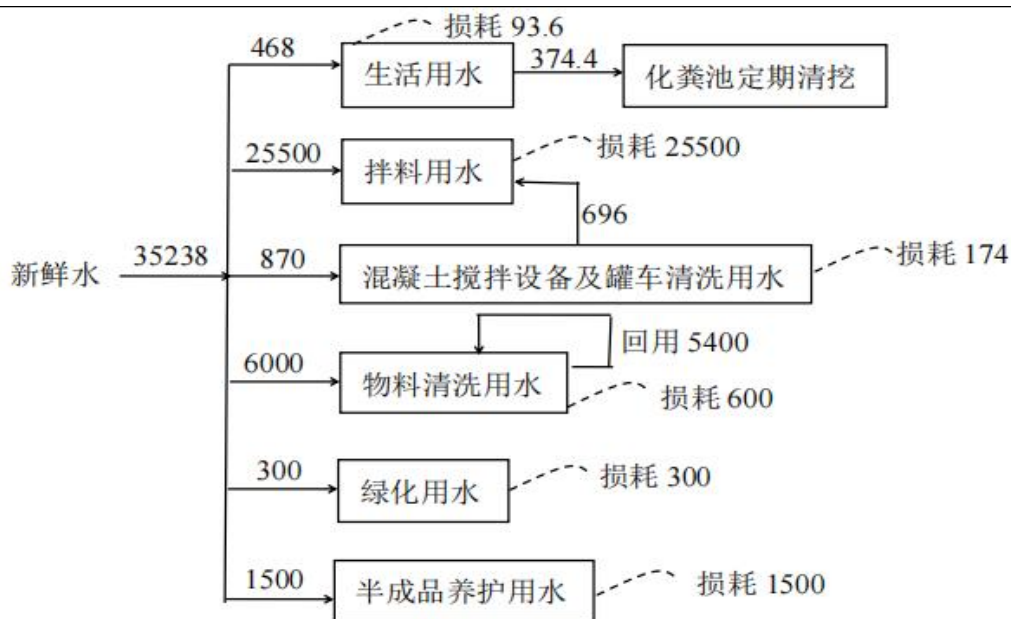 损耗 93.6
468
生活用水
374.4
化粪池定期清挖
25500
拌料用水
损耗 25500
696
新鲜水
35238
870
混凝土搅拌设备及罐车清洗用水
损耗 174
回用 5400
6000
物料清洗用水
损耗 600
300
绿化用水
损耗 300
1500
半成品养护用水
损耗 1500